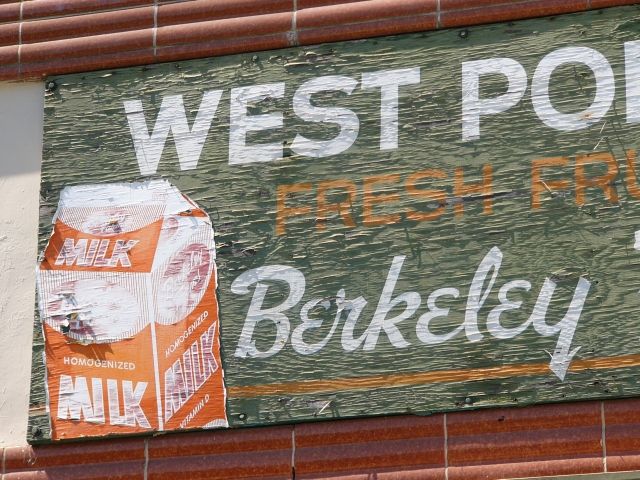 WEST PO
FRESH FRU
Berkeley
MILK
HOMOGENIZED
MILK
HOMOGENIZED
MILK
VITAMIN D